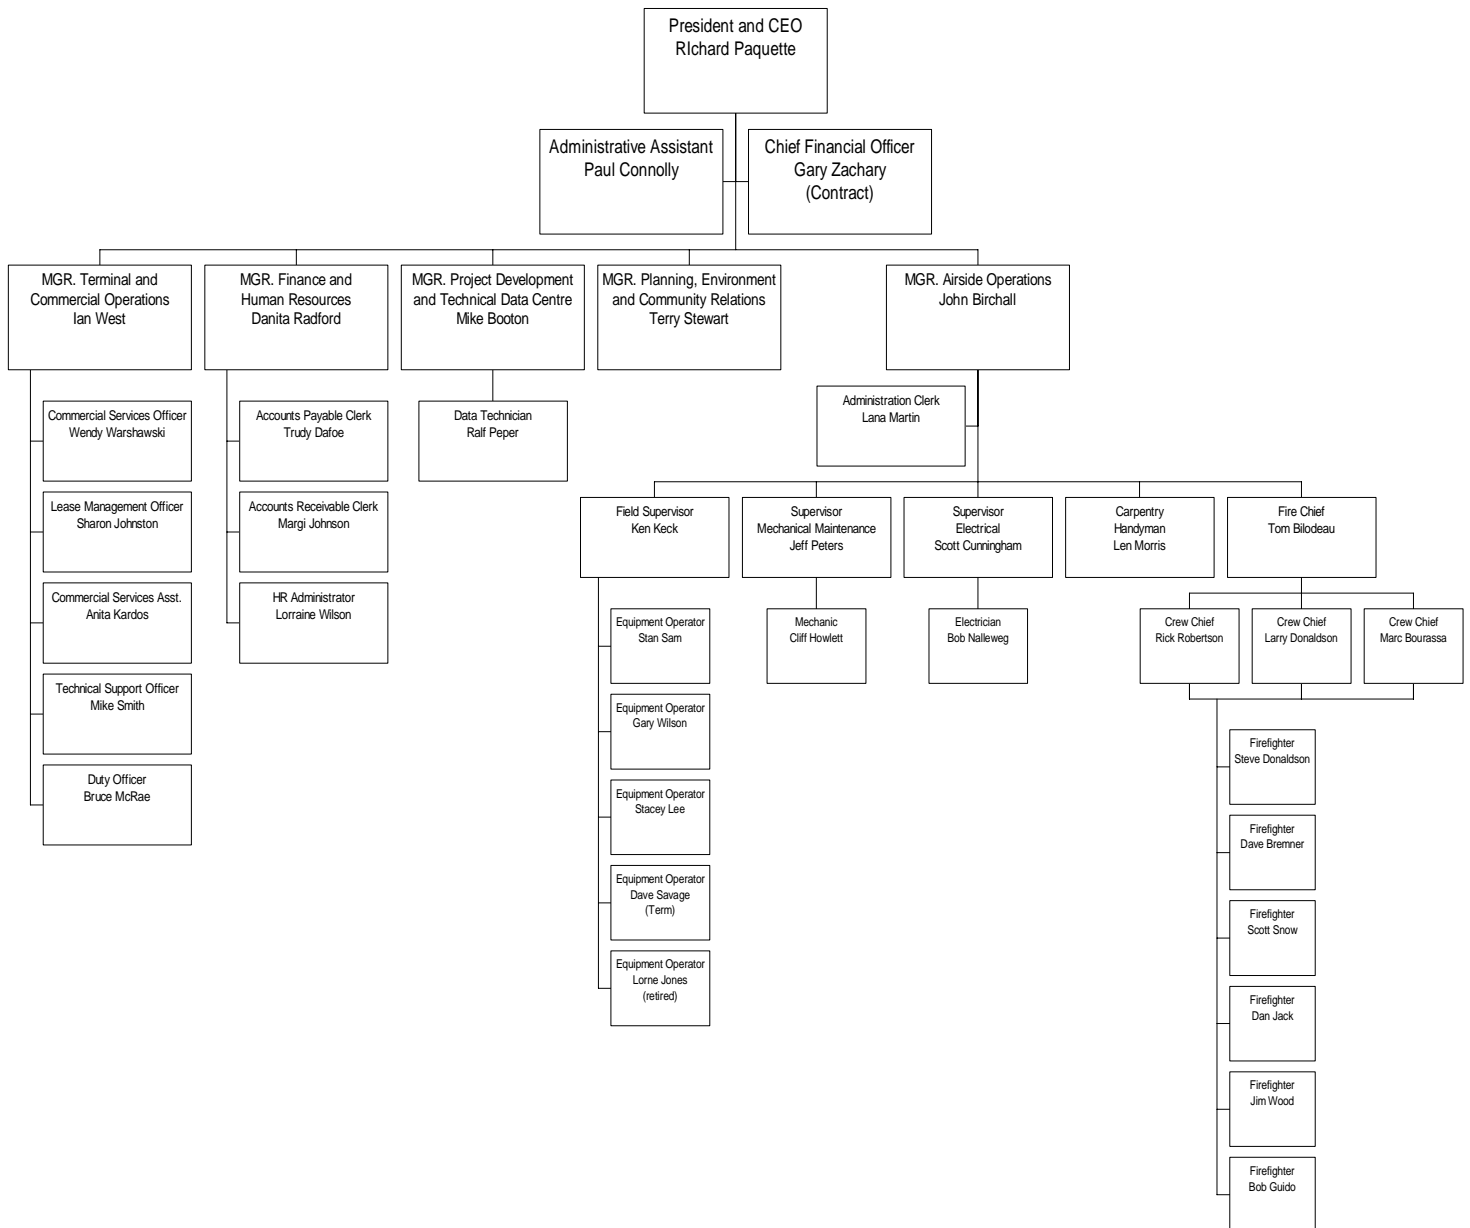 President and CEO
RIchard Paquette
Administrative Assistant
Paul Connolly
Chief Financial Officer
Gary Zachary
(Contract)
MGR. Terminal and
Commercial Operations
Ian West
MGR. Finance and
Human Resources
Danita Radford
MGR. Project Development
and Technical Data Centre
Mike Booton
MGR. Planning, Environment
and Community Relations
Terry Stewart
MGR. Airside Operations
John Birchall
Commercial Services Officer
Wendy Warshawski
Lease Management Officer
Sharon Johnston
Commercial Services Asst.
Anita Kardos
Technical Support Officer
Mike Smith
Duty Officer
Bruce McRae
Accounts Payable Clerk
Trudy Dafoe
Accounts Receivable Clerk
Margi Johnson
HR Administrator
Lorraine Wilson
Data Technician
Ralf Peper
Administration Clerk
Lana Martin
Field Supervisor
Ken Keck
Supervisor
Mechanical Maintenance
Jeff Peters
Supervisor
Electrical
Scott Cunningham
Carpentry
Handyman
Len Morris
Fire Chief
Tom Bilodeau
Equipment Operator
Stan Sam
Equipment Operator
Gary Wilson
Equipment Operator
Stacey Lee
Equipment Operator
Dave Savage
(Term)
Equipment Operator
Lorne Jones
(retired)
Mechanic
Cliff Howlett
Electrician
Bob Nalleweg
Crew Chief
Rick Robertson
Crew Chief
Larry Donaldson
Crew Chief
Marc Bourassa
Firefighter
Steve Donaldson
Firefighter
Dave Bremner
Firefighter
Scott Snow
Firefighter
Dan Jack
Firefighter
Jim Wood
Firefighter
Bob Guido